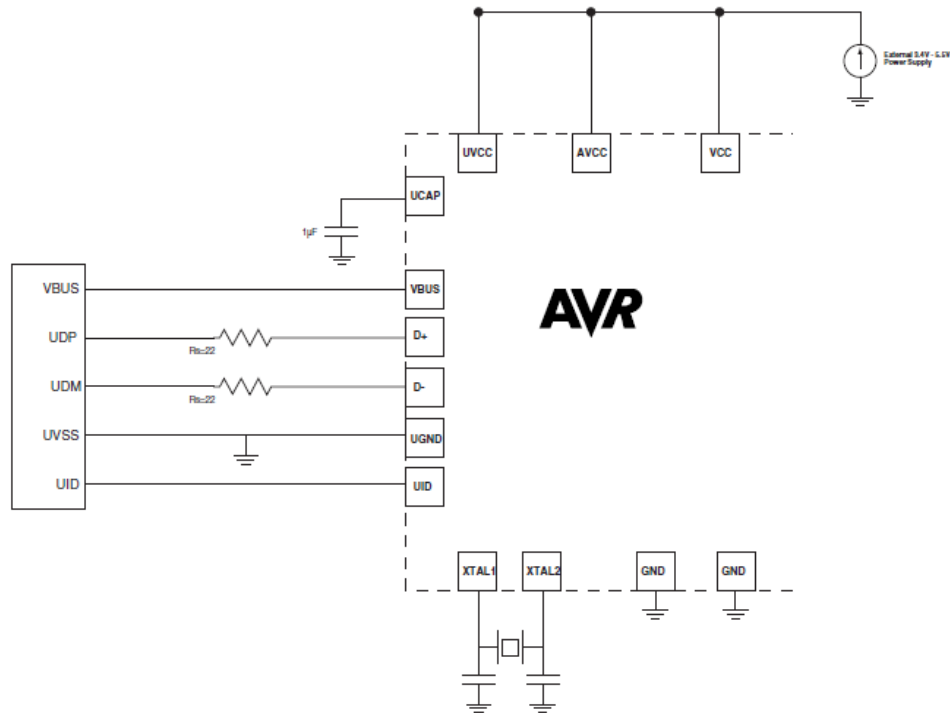 External 3.4V - 5.5V
Power Supply
UVCC
AVCC
VCC
UCAP
1µF
VBUS
VBUS
UDP
Rs=22
D+
UDM
Rs=22
D-
UVSS
UGND
UID
UID
AVR
XTAL1
XTAL2
GND
GND